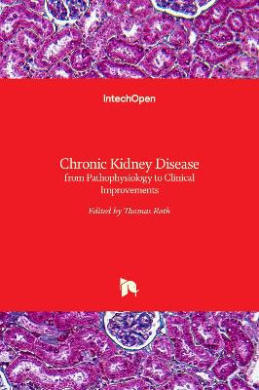 IntechOpen
Chronic Kidney Disease
from Pathophysiology to Clinical
Improvements
Edited by Thomas Rath